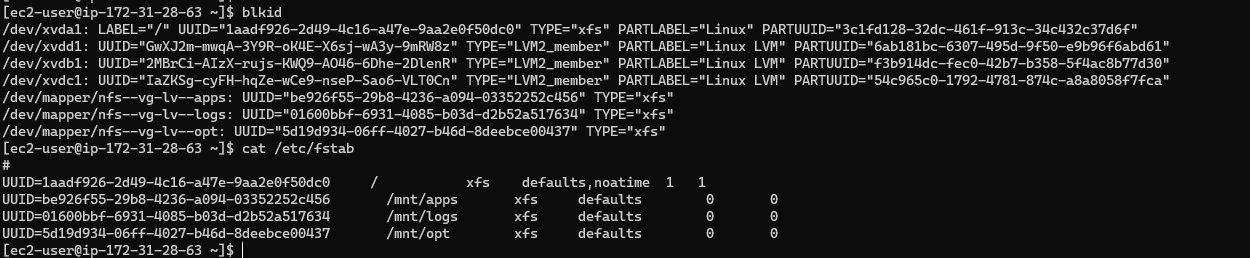 [ec2-user@ip-172-31-28-63 ~]$ blkid
/dev/xvda1: LABEL="/" UUID="1aadf926-2d49-4c16-a47e-9aa2e0f50dc0" TYPE="xfs" PARTLABEL="Linux" PARTUUID="3c1fd128-32dc-461f-913c-34c432c37d6f"
/dev/xvdd1: UUID="GwXJ2m-mwqA-3Y9R-oK4E-X6sj-wA3y-9mRW8z" TYPE="LVM2_member" PARTLABEL="Linux LVM" PARTUUID="6ab181bc-6307-495d-9f50-e9b96f6abd61"
/dev/xvdb1: UUID="2MBrCi-AIzX-rujs-KWQ9-AO46-6Dhe-2DlenR" TYPE="LVM2_member" PARTLABEL="Linux LVM" PARTUUID="f3b914dc-fec0-42b7-b358-5f4ac8b77d30"
/dev/xvdc1: UUID="IaZKSg-cyFH-hqZe-wCe9-nseP-Sao6-VLT0Cn" TYPE="LVM2_member" PARTLABEL="Linux LVM" PARTUUID="54c965c0-1792-4781-874c-a8a8058f7fca"
/dev/mapper/nfs--vg-lv--apps: UUID="be926f55-29b8-4236-a094-03352252c456" TYPE="xfs"
/dev/mapper/nfs--vg-lv--logs: UUID="01600bbf-6931-4085-b03d-d2b52a517634" TYPE="xfs"
/dev/mapper/nfs--vg-lv--opt: UUID="5d19d934-06ff-4027-b46d-8deebce00437" TYPE="xfs"
[ec2-user@ip-172-31-28-63 ~]$ cat /etc/fstab
#
UUID=1aadf926-2d49-4c16-a47e-9aa2e0f50dc0     /           xfs    defaults,noatime  1   1
UUID=be926f55-29b8-4236-a094-03352252c456       /mnt/apps       xfs     defaults        0       0
UUID=01600bbf-6931-4085-b03d-d2b52a517634       /mnt/logs       xfs     defaults        0       0
UUID=5d19d934-06ff-4027-b46d-8deebce00437       /mnt/opt        xfs     defaults        0       0
[ec2-user@ip-172-31-28-63 ~]$